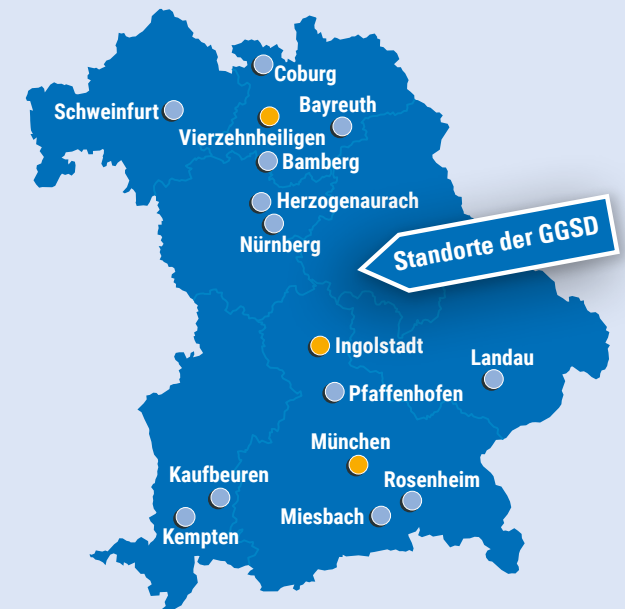 Coburg
Schweinfurt
Bayreuth
Vierzehnheiligen
Bamberg
Herzogenaurach
Nürnberg
Standorte der GGSD
Ingolstadt
Landau
Pfaffenhofen
München
Kaufbeuren
Rosenheim
Miesbach
Kempten